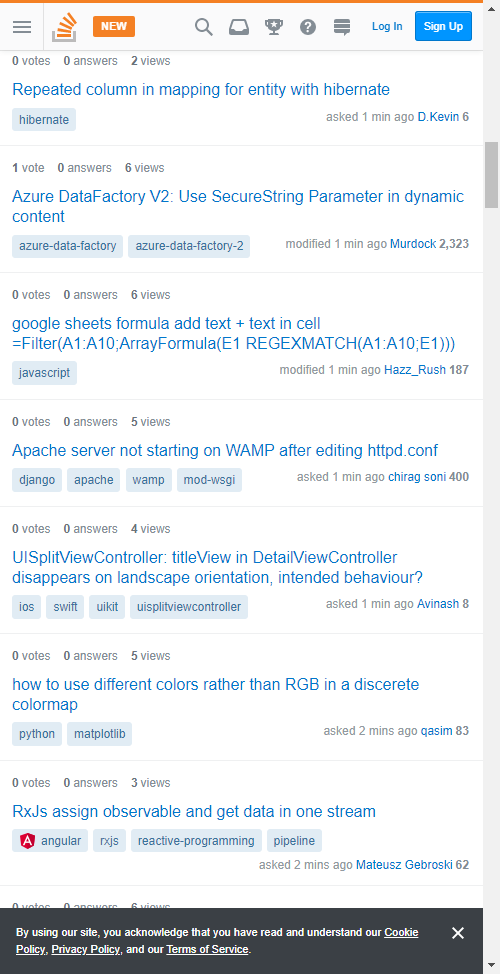 NEW
Log In
Sign Up
0 votes 0 answers 2 views
Repeated column in mapping for entity with hibernate
hibernate
asked 1 min ago D.Kevin 6
1 vote 0 answers 6 views
Azure DataFactory V2: Use SecureString Parameter in dynamic
content
azure-data-factory azure-data-factory-2
modified 1 min ago Murdock 2,323
0 votes 0 answers 6 views
google sheets formula add text + text in cell
=Filter(A1:A10;ArrayFormula(E1 REGEXMATCH(A1:A10;E1)))
javascript
modified 1 min ago Hazz_Rush 187
0 votes 0 answers 5 views
Apache server not starting on WAMP after editing httpd.conf
django apache wamp mod-wsgi
asked 1 min ago chirag soni 400
0 votes 0 answers 4 views
UISplitViewController: titleView in DetailViewController
disappears on landscape orientation, intended behaviour?
ios swift uikit uisplitviewcontroller
asked 1 min ago Avinash 8
0 votes 0 answers 5 views
how to use different colors rather than RGB in a discerete
colormap
python matplotlib
asked 2 mins ago qasim 83
0 votes 0 answers 3 views
RxJs assign observable and get data in one stream
angular rxjs reactive-programming pipeline
asked 2 mins ago Mateusz Gebroski 62
0 votes 0 answers 6 views
By using our site, you acknowledge that you have read and understand our Cookie
Policy, Privacy Policy, and our Terms of Service.